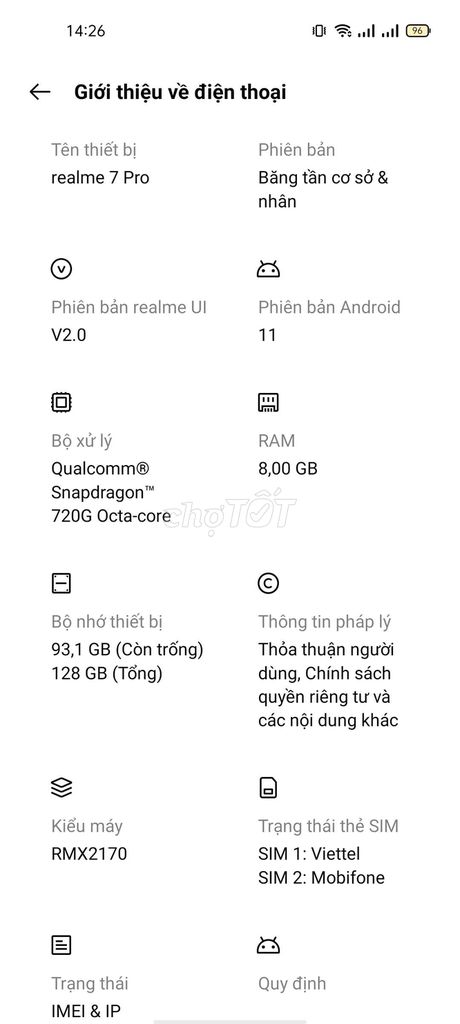 14:26
96
Giới thiệu về điện thoại
Tên thiết bị
realme 7 Pro
Phiên bản
Băng tần cơ sở &
nhân
Phiên bản realme UI
V2.0
Phiên bản Android
11
Bộ xử lý
Qualcomm®
Snapdragon™
720G Octa-core
RAM
8,00 GB
chợTỐT
Bộ nhớ thiết bị
93,1 GB (Còn trống)
128 GB (Tổng)
Thông tin pháp lý
Thỏa thuận người
dùng, Chính sách
quyền riêng tư và
các nội dung khác
Kiểu máy
RMX2170
Trạng thái thẻ SIM
SIM 1: Viettel
SIM 2: Mobifone
Trạng thái
IMEI & IP
Quy định